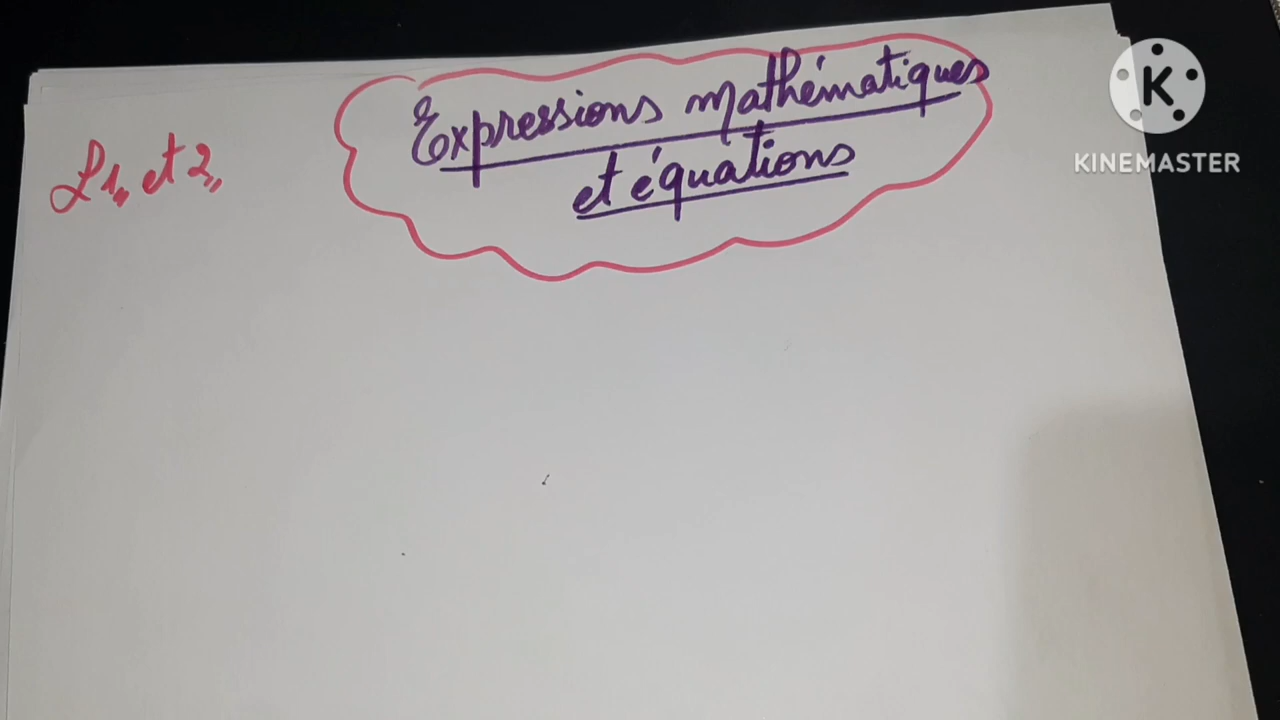 Expressions mathématiques
et équations
L1,, et 2,,
K
KINEMASTER